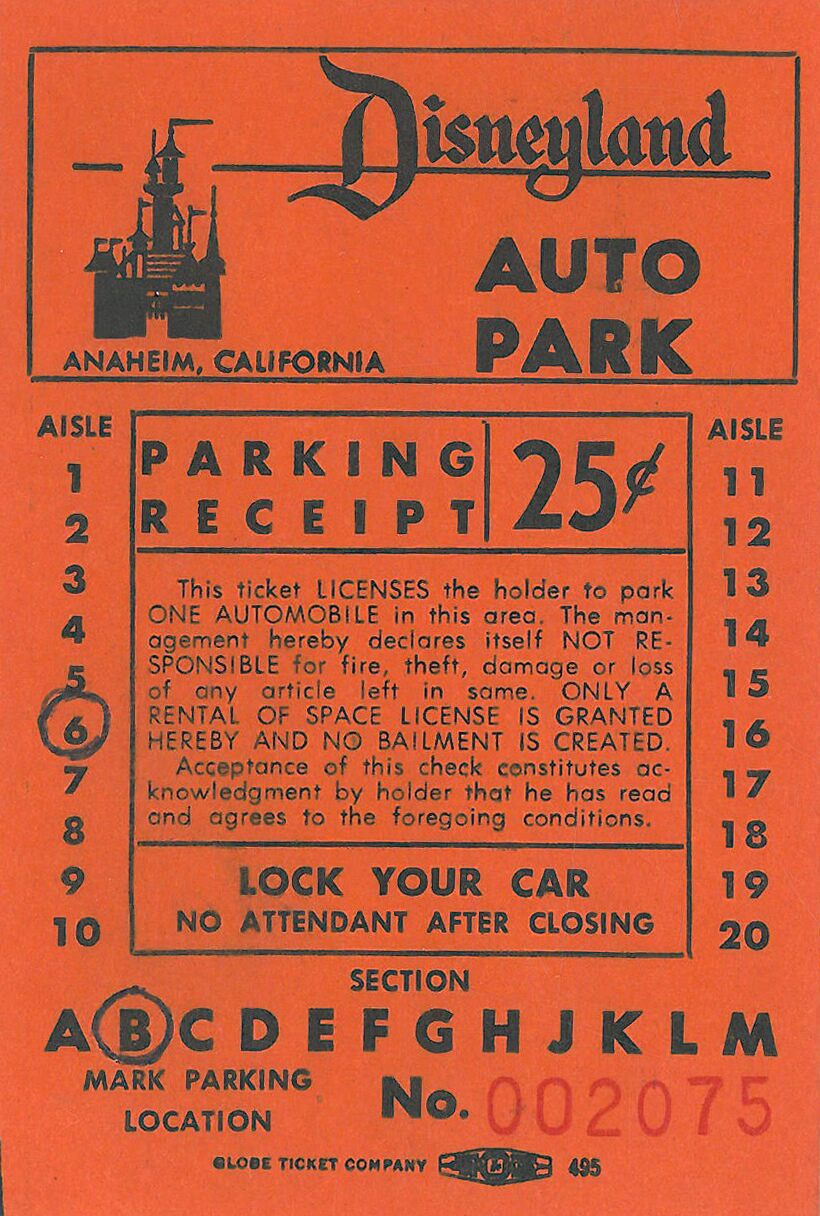 Disneyland
AUTO
PARK
ANAHEIM, CALIFORNIA
AISLE
1
2
3
4
5
6
7
8
9
10
PARKING
RECEIPT
25¢
This ticket LICENSES the holder to park
ONE AUTOMOBILE in this area. The man-
agement hereby declares itself NOT RE-
SPONSIBLE for fire, theft, damage or loss
of any article left in same. ONLY A
RENTAL OF SPACE LICENSE IS GRANTED
HEREBY AND NO BAILMENT IS CREATED.
Acceptance of this check constitutes ac-
knowledgment by holder that he has read
and agrees to the foregoing conditions.
LOCK YOUR CAR
NO ATTENDANT AFTER CLOSING
AISLE
11
12
13
14
15
16
17
18
19
20
SECTION
A B C D E F G H J K L M
MARK PARKING
LOCATION
No. 002075
GLOBE TICKET COMPANY 495